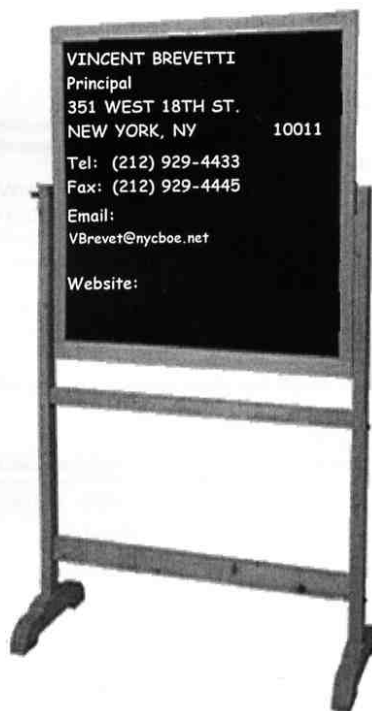 VINCENT BREVETTI
Principal
351 WEST 18TH ST.
NEW YORK, NY 10011
Tel: (212) 929-4433
Fax: (212) 929-4445
Email:
VBrevet@nycboe.net
Website: